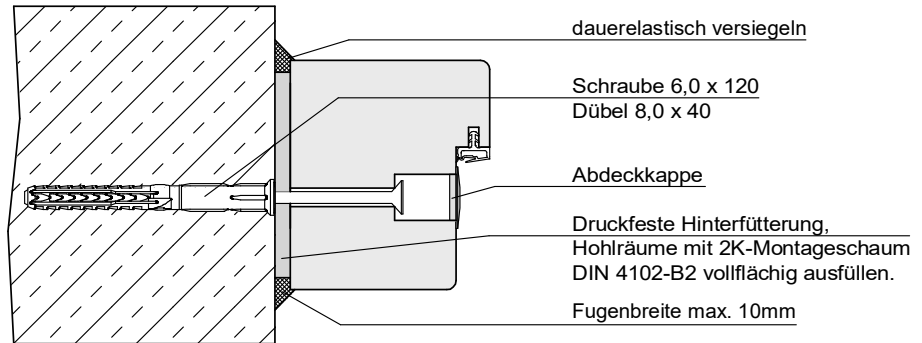 dauerelastisch versiegeln
Schraube 6,0 x 120
Dübel 8,0 x 40
Abdeckkappe
Druckfeste Hinterfütterung,
Hohlräume mit 2K-Montageschaum
DIN 4102-B2 vollflächig ausfüllen.
Fugenbreite max. 10mm